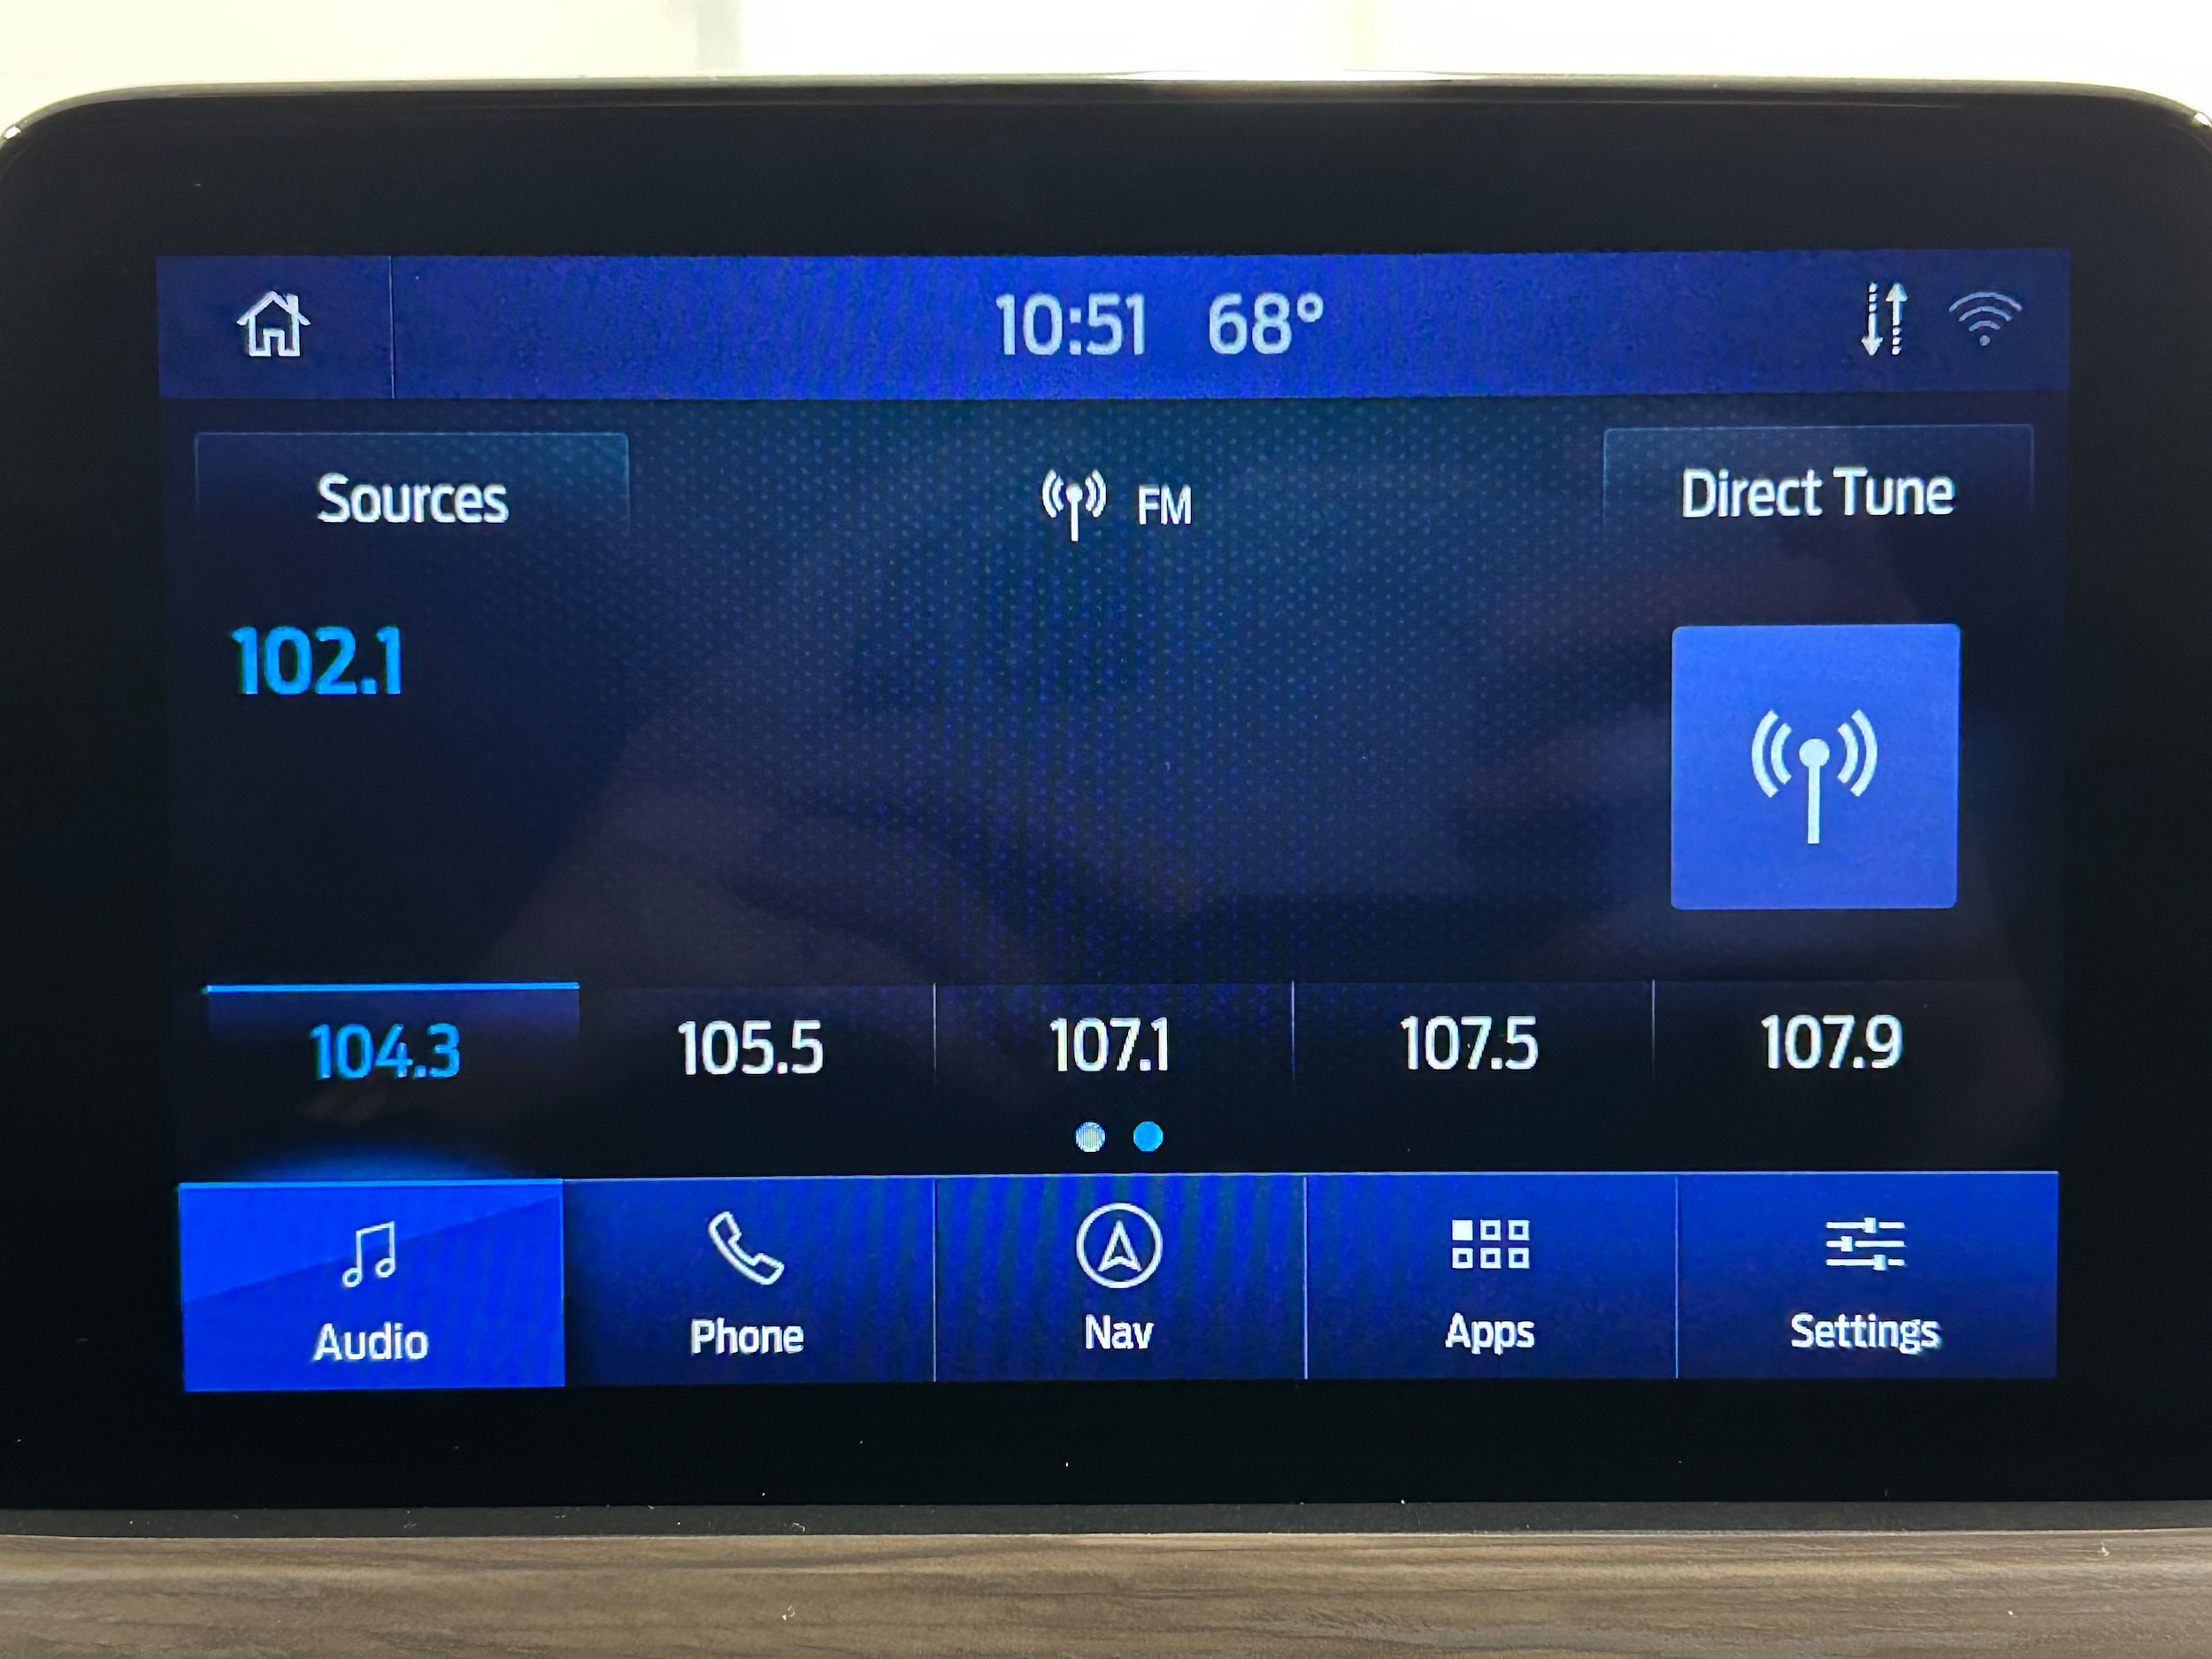 10:51 68°
Sources FM Direct Tune
102.1
104.3 105.5 107.1 107.5 107.9
Audio Phone Nav Apps Settings